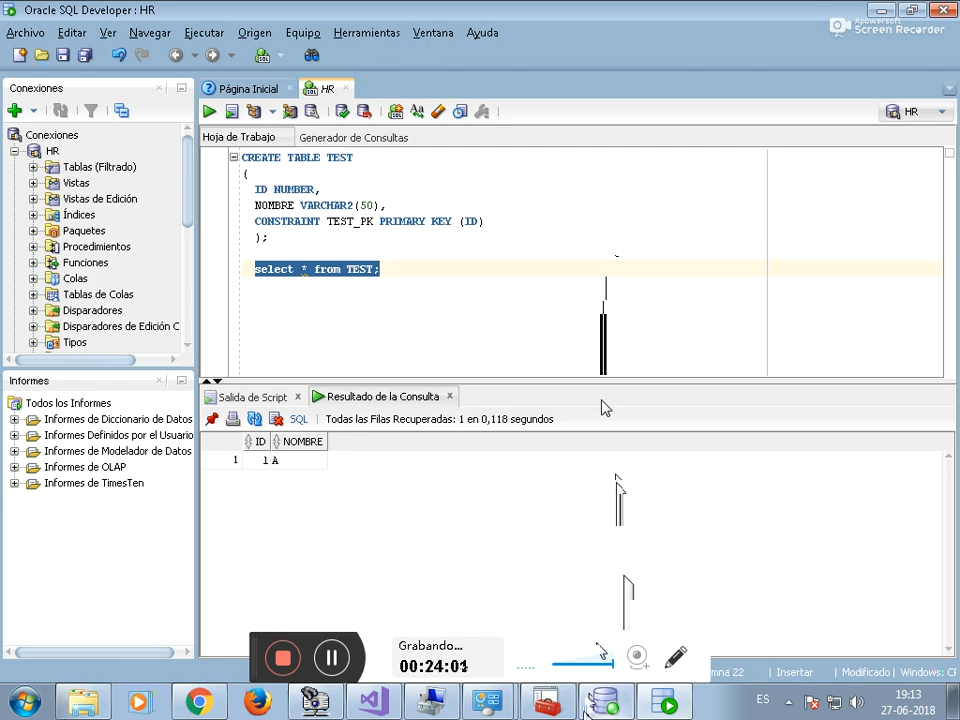 Oracle SQL Developer : HR
Archivo Editar Ver Navegar Ejecutar Origen Equipo Herramientas Ventana Ayuda
Apowersoft
Screen Recorder
Conexiones
Página Inicial
HR
HR
Hoja de Trabajo
Generador de Consultas
Conexiones
HR
Tablas (Filtrado)
Vistas
Vistas de Edición
Índices
Paquetes
Procedimientos
Funciones
Colas
Tablas de Colas
Disparadores
Disparadores de Edición C
Tipos
CREATE TABLE TEST
(
ID NUMBER,
NOMBRE VARCHAR2(50),
CONSTRAINT TEST_PK PRIMARY KEY (ID)
);
select * from TEST;
Informes
Todos los Informes
Informes de Diccionario de Datos
Informes Definidos por el Usuario
Informes de Modelador de Datos
Informes de OLAP
Informes de TimesTen
Salida de Script
Resultado de la Consulta
SQL
Todas las Filas Recuperadas: 1 en 0,118 segundos
ID NOMBRE
1 1 A
Grabando...
00:24:01
22
Insertar
Modificado
Windows:
ES
19:13
27-06-2018